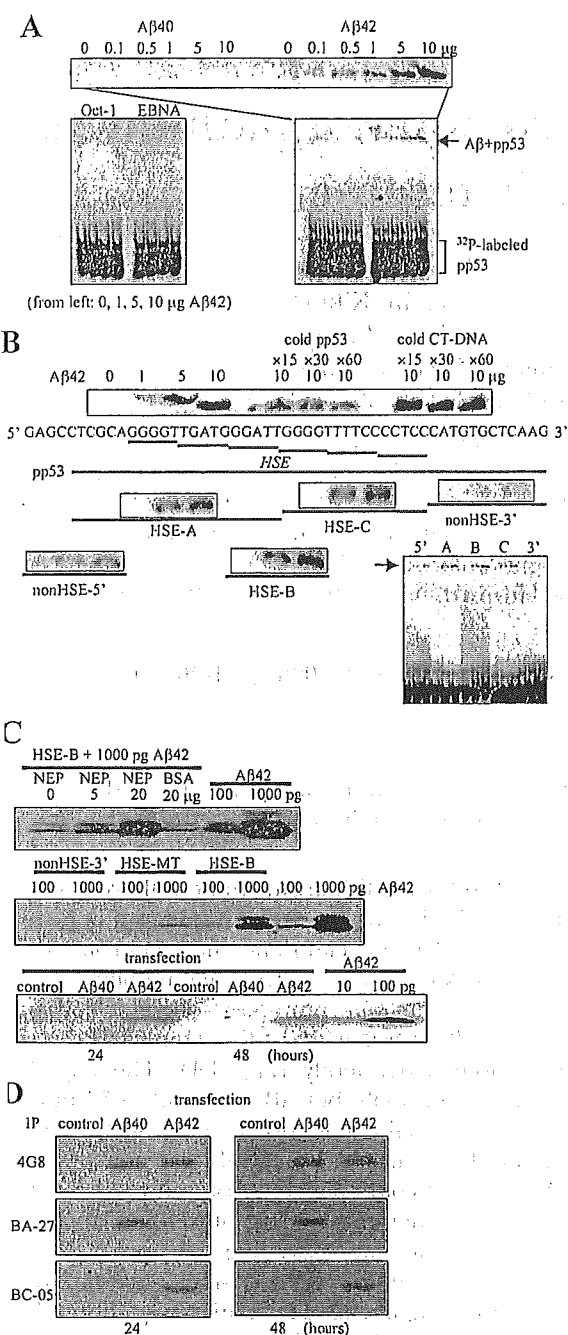 A
Aβ40 Aβ42
0 0.1 0.5 1 5 10 0 0.1 0.5 1 5 10 μg
Oct-1 EBNA
Aβ+pp53
32P-labeled
pp53
(from left: 0, 1, 5, 10 μg Aβ42)
B
cold pp53 cold CT-DNA
×15 ×30 ×60 ×15 ×30 ×60
Aβ42 0 1 5 10 10 10 10 10 10 10 μg
5' GAGCCTCGCAGGGGTTGATGGGATTGGGGTTTTCCCCTCCCATGTGCTCAAG 3'
HSE
pp53
HSE-A HSE-C nonHSE-3'
nonHSE-5' HSE-B
5' A B C 3'
C
HSE-B + 1000 pg Aβ42
NEP NEP NEP BSA Aβ42
0 5 20 20 μg 100 1000 pg
nonHSE-3' HSE-MT HSE-B
100 1000 100 1000 100 1000 100 1000 pg Aβ42
transfection Aβ42
control Aβ40 Aβ42 control Aβ40 Aβ42 10 100 pg
24 48 (hours)
D
transfection
IP control Aβ40 Aβ42 control Aβ40 Aβ42
4G8
BA-27
BC-05
24 48 (hours)